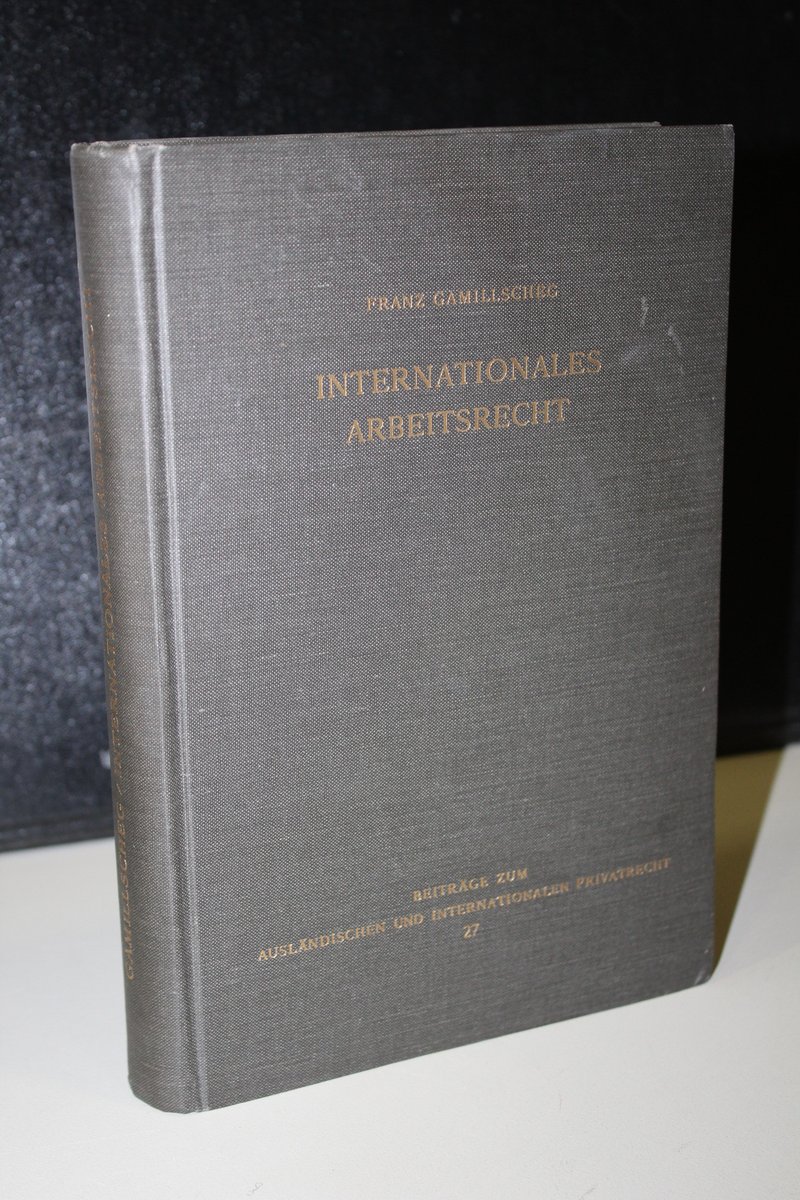 FRANZ GAMILLSCHEG
INTERNATIONALES
ARBEITSRECHT
BEITRÄGE ZUM
AUSLÄNDISCHEN UND INTERNATIONALEN PRIVATRECHT
27
GAMILLSCHEG / INTERNATIONALES ARBEITSRECHT